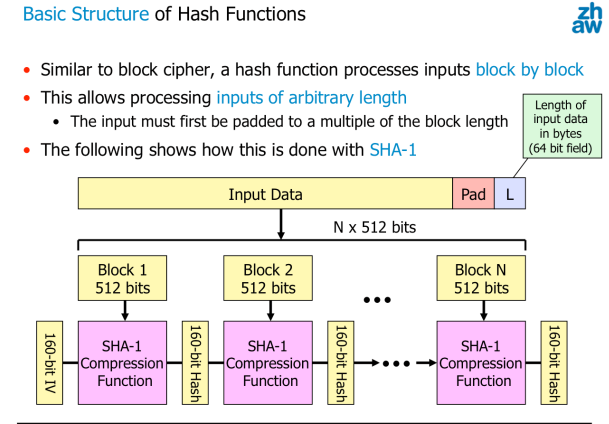 Basic Structure of Hash Functions
zh
aw
• Similar to block cipher, a hash function processes inputs block by block
• This allows processing inputs of arbitrary length
• The input must first be padded to a multiple of the block length
• The following shows how this is done with SHA-1
Length of
input data
in bytes
(64 bit field)
Input Data
Pad
L
N x 512 bits
Block 1
512 bits
Block 2
512 bits
Block N
512 bits
160-bit IV
SHA-1
Compression
Function
160-bit Hash
SHA-1
Compression
Function
160-bit Hash
SHA-1
Compression
Function
160-bit Hash